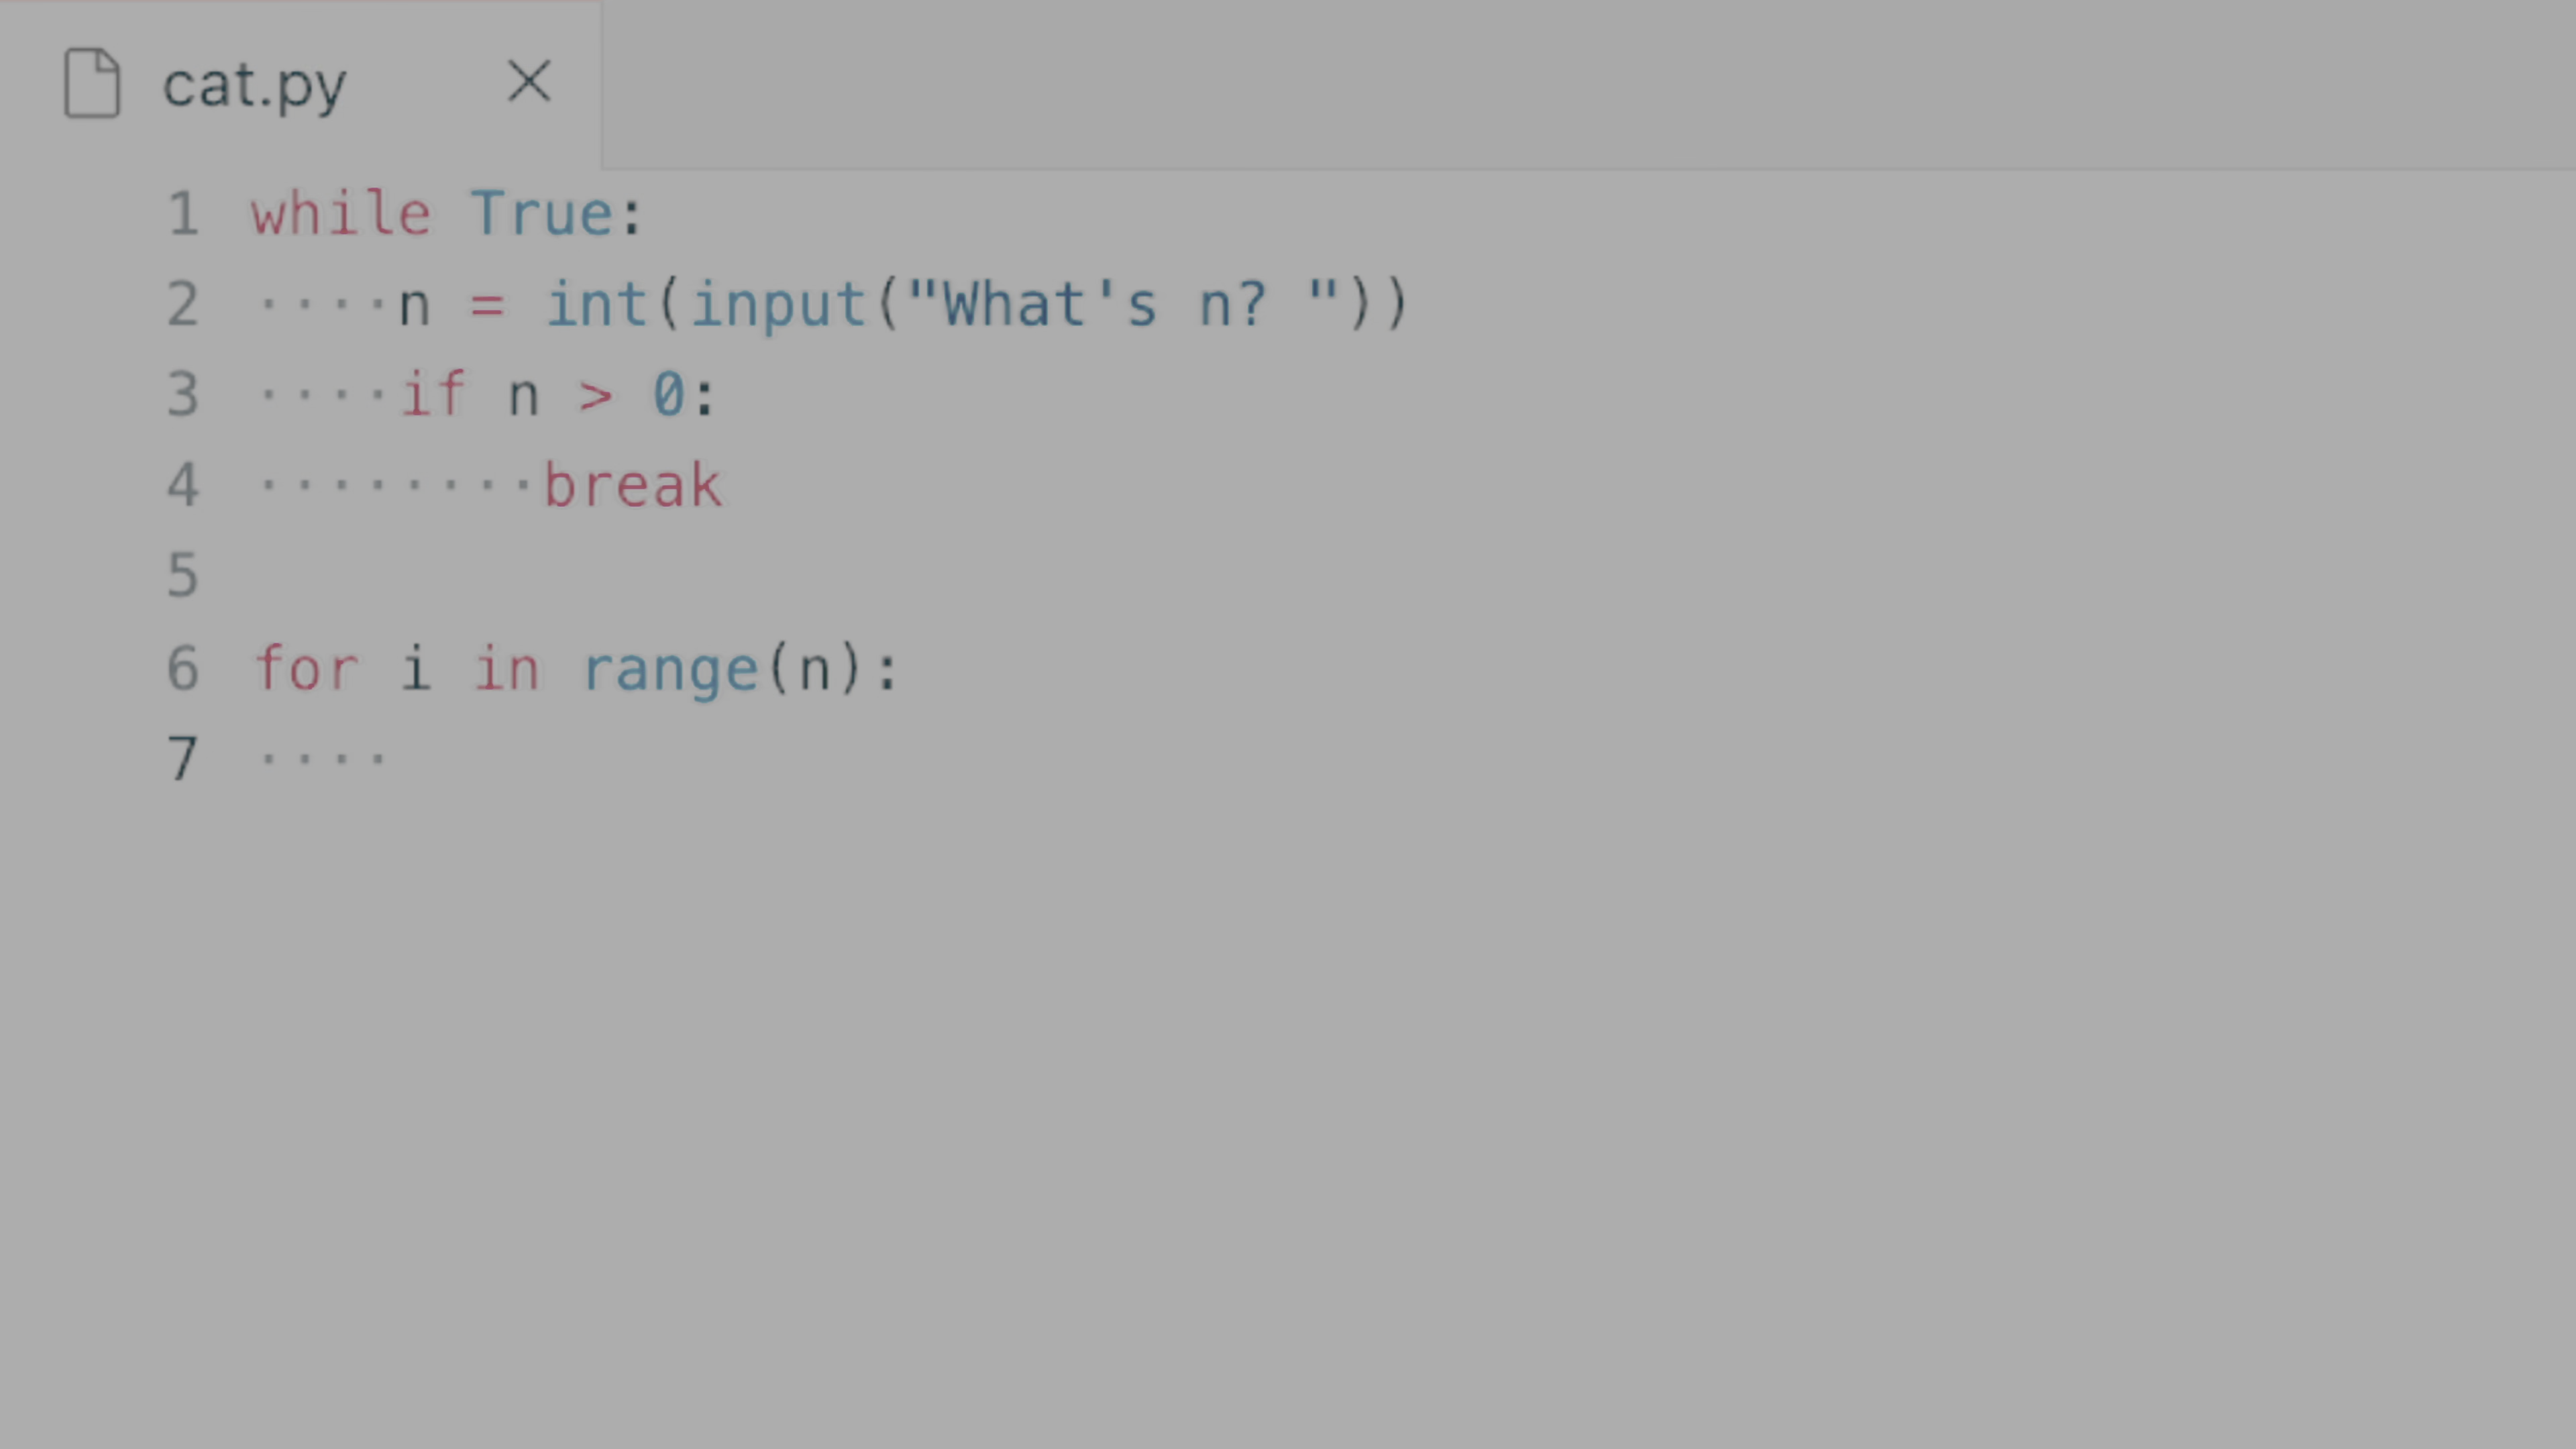 cat.py
1 while True:
2 ····n = int(input("What's n? "))
3 ····if n > 0:
4 ········break
5
6 for i in range(n):
7 ····